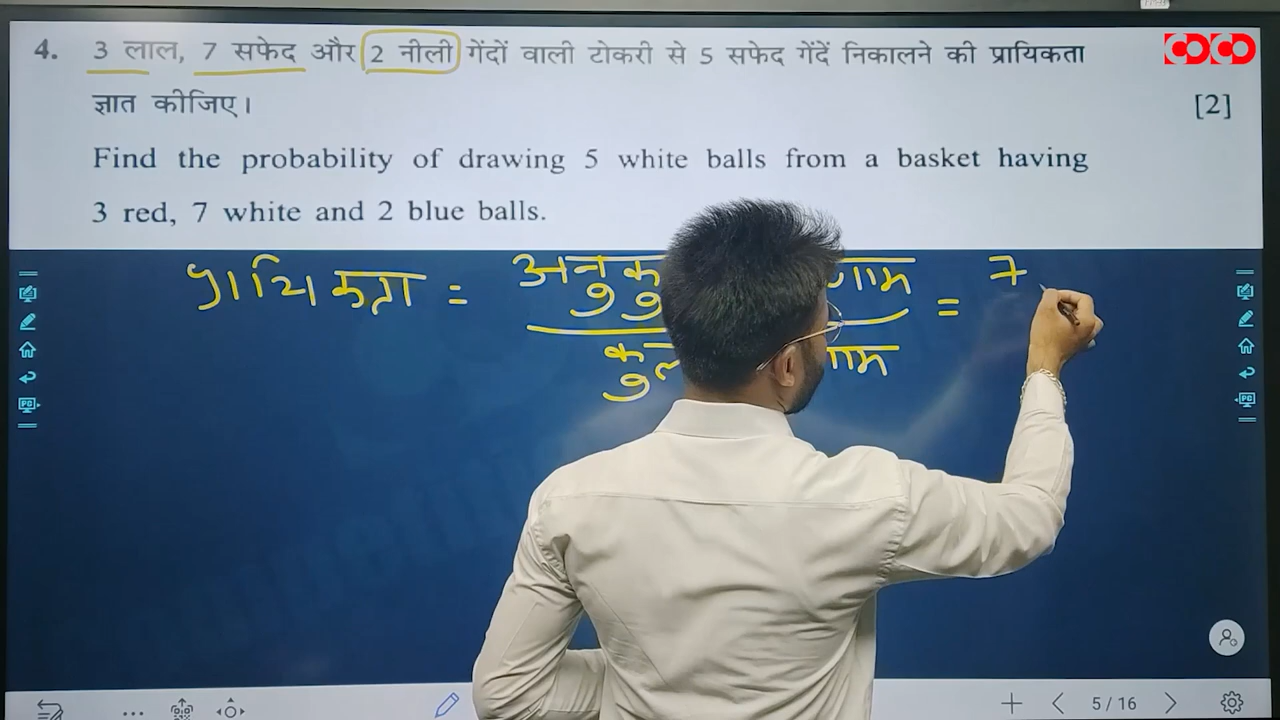 COCO
4. 3 लाल, 7 सफेद और 2 नीली गेंदों वाली टोकरी से 5 सफेद गेंदें निकालने की प्रायिकता
ज्ञात कीजिए। [2]
Find the probability of drawing 5 white balls from a basket having
3 red, 7 white and 2 blue balls.
प्रायिकता = = 7
5 / 16